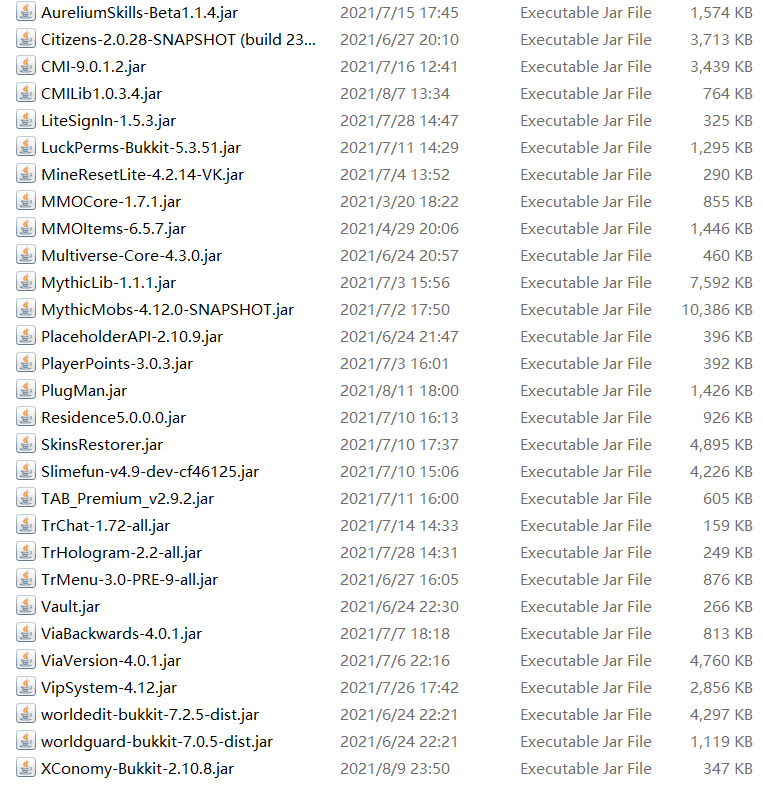 AureliumSkills-Beta1.1.4.jar 2021/7/15 17:45 Executable Jar File 1,574 KB
Citizens-2.0.28-SNAPSHOT (build 23... 2021/6/27 20:10 Executable Jar File 3,713 KB
CMI-9.0.1.2.jar 2021/7/16 12:41 Executable Jar File 3,439 KB
CMILib1.0.3.4.jar 2021/8/7 13:34 Executable Jar File 764 KB
LiteSignIn-1.5.3.jar 2021/7/28 14:47 Executable Jar File 325 KB
LuckPerms-Bukkit-5.3.51.jar 2021/7/11 14:29 Executable Jar File 1,295 KB
MineResetLite-4.2.14-VK.jar 2021/7/4 13:52 Executable Jar File 290 KB
MMOCore-1.7.1.jar 2021/3/20 18:22 Executable Jar File 855 KB
MMOItems-6.5.7.jar 2021/4/29 20:06 Executable Jar File 1,446 KB
Multiverse-Core-4.3.0.jar 2021/6/24 20:57 Executable Jar File 460 KB
MythicLib-1.1.1.jar 2021/7/3 15:56 Executable Jar File 7,592 KB
MythicMobs-4.12.0-SNAPSHOT.jar 2021/7/2 17:50 Executable Jar File 10,386 KB
PlaceholderAPI-2.10.9.jar 2021/6/24 21:47 Executable Jar File 396 KB
PlayerPoints-3.0.3.jar 2021/7/3 16:01 Executable Jar File 392 KB
PlugMan.jar 2021/8/11 18:00 Executable Jar File 1,426 KB
Residence5.0.0.0.jar 2021/7/10 16:13 Executable Jar File 926 KB
SkinsRestorer.jar 2021/7/10 17:37 Executable Jar File 4,895 KB
Slimefun-v4.9-dev-cf46125.jar 2021/7/10 15:06 Executable Jar File 4,226 KB
TAB_Premium_v2.9.2.jar 2021/7/11 16:00 Executable Jar File 605 KB
TrChat-1.72-all.jar 2021/7/14 14:33 Executable Jar File 159 KB
TrHologram-2.2-all.jar 2021/7/28 14:31 Executable Jar File 249 KB
TrMenu-3.0-PRE-9-all.jar 2021/6/27 16:05 Executable Jar File 876 KB
Vault.jar 2021/6/24 22:30 Executable Jar File 266 KB
ViaBackwards-4.0.1.jar 2021/7/7 18:18 Executable Jar File 813 KB
ViaVersion-4.0.1.jar 2021/7/6 22:16 Executable Jar File 4,760 KB
VipSystem-4.12.jar 2021/7/26 17:42 Executable Jar File 2,856 KB
worldedit-bukkit-7.2.5-dist.jar 2021/6/24 22:21 Executable Jar File 4,297 KB
worldguard-bukkit-7.0.5-dist.jar 2021/6/24 22:21 Executable Jar File 1,119 KB
XConomy-Bukkit-2.10.8.jar 2021/8/9 23:50 Executable Jar File 347 KB